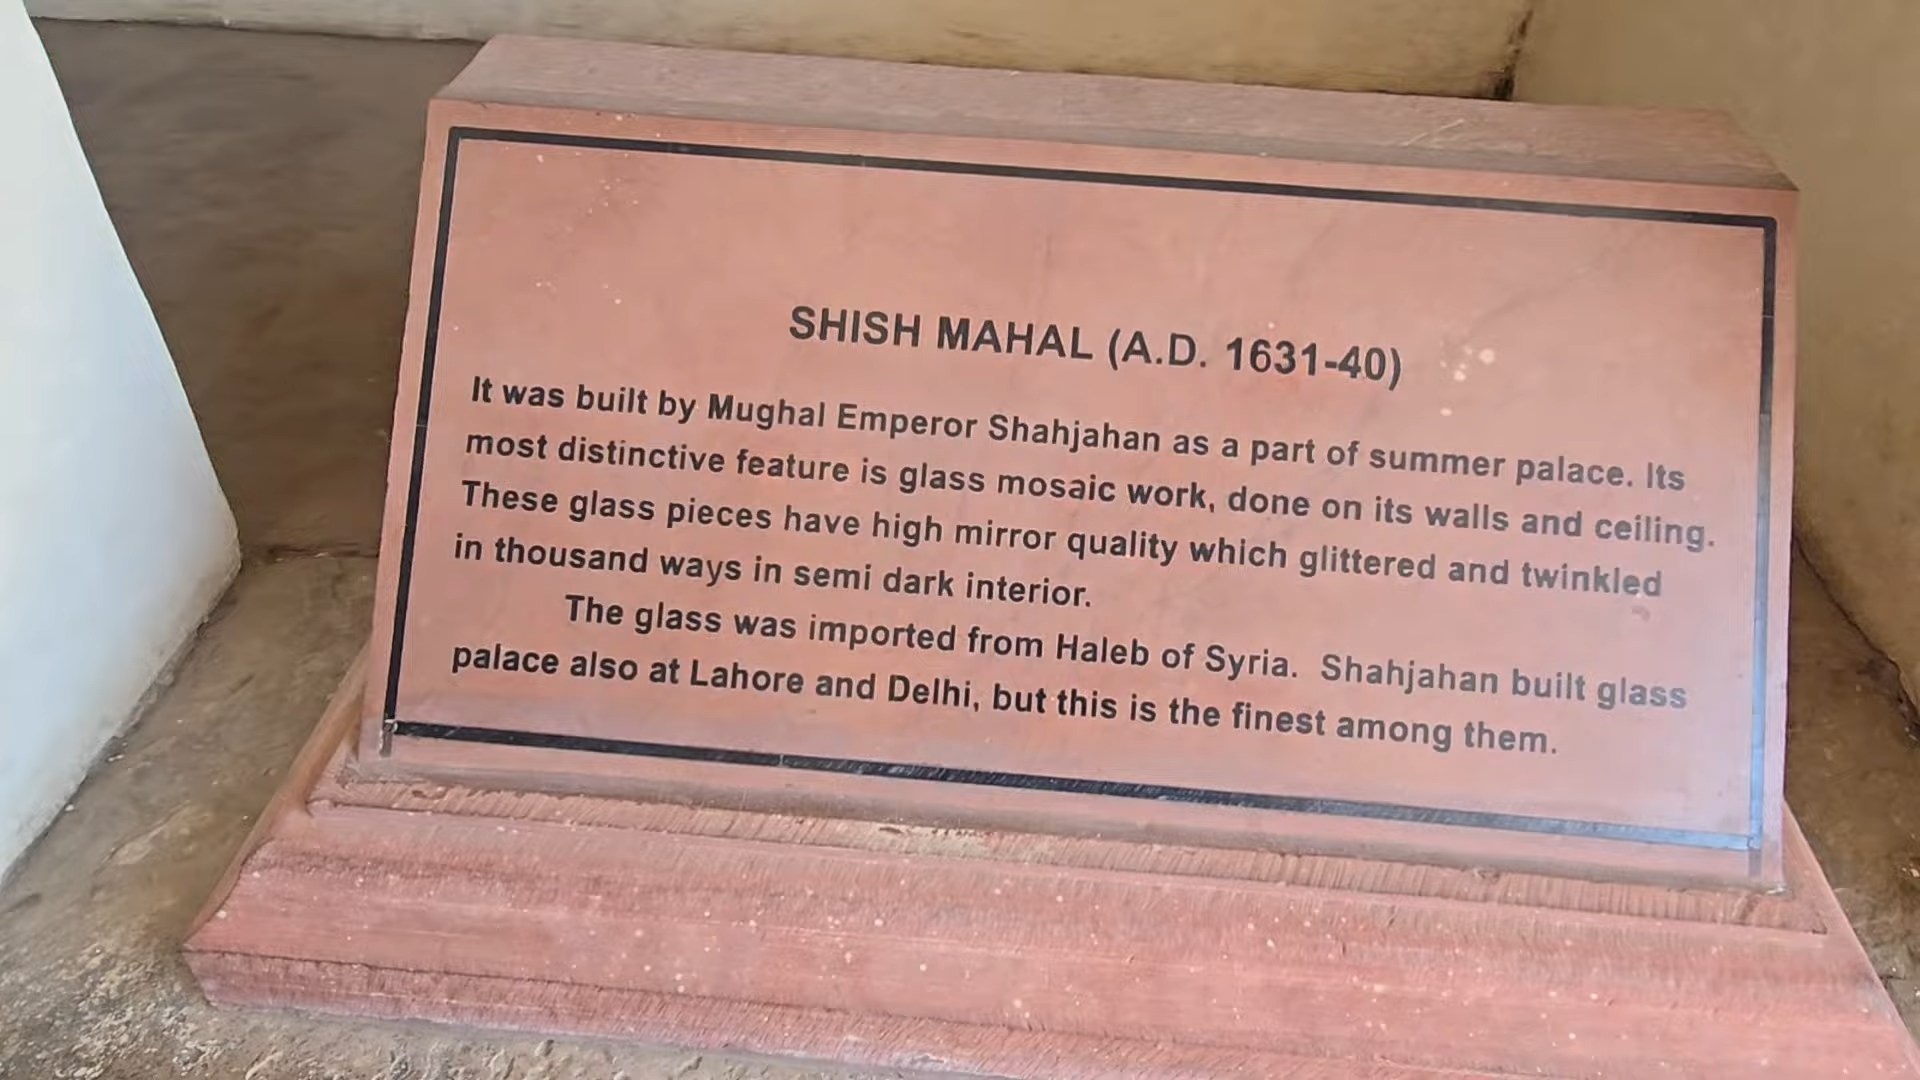 SHISH MAHAL (A.D. 1631-40)
It was built by Mughal Emperor Shahjahan as a part of summer palace. Its
most distinctive feature is glass mosaic work, done on its walls and ceiling.
These glass pieces have high mirror quality which glittered and twinkled
in thousand ways in semi dark interior.
The glass was imported from Haleb of Syria. Shahjahan built glass
palace also at Lahore and Delhi, but this is the finest among them.